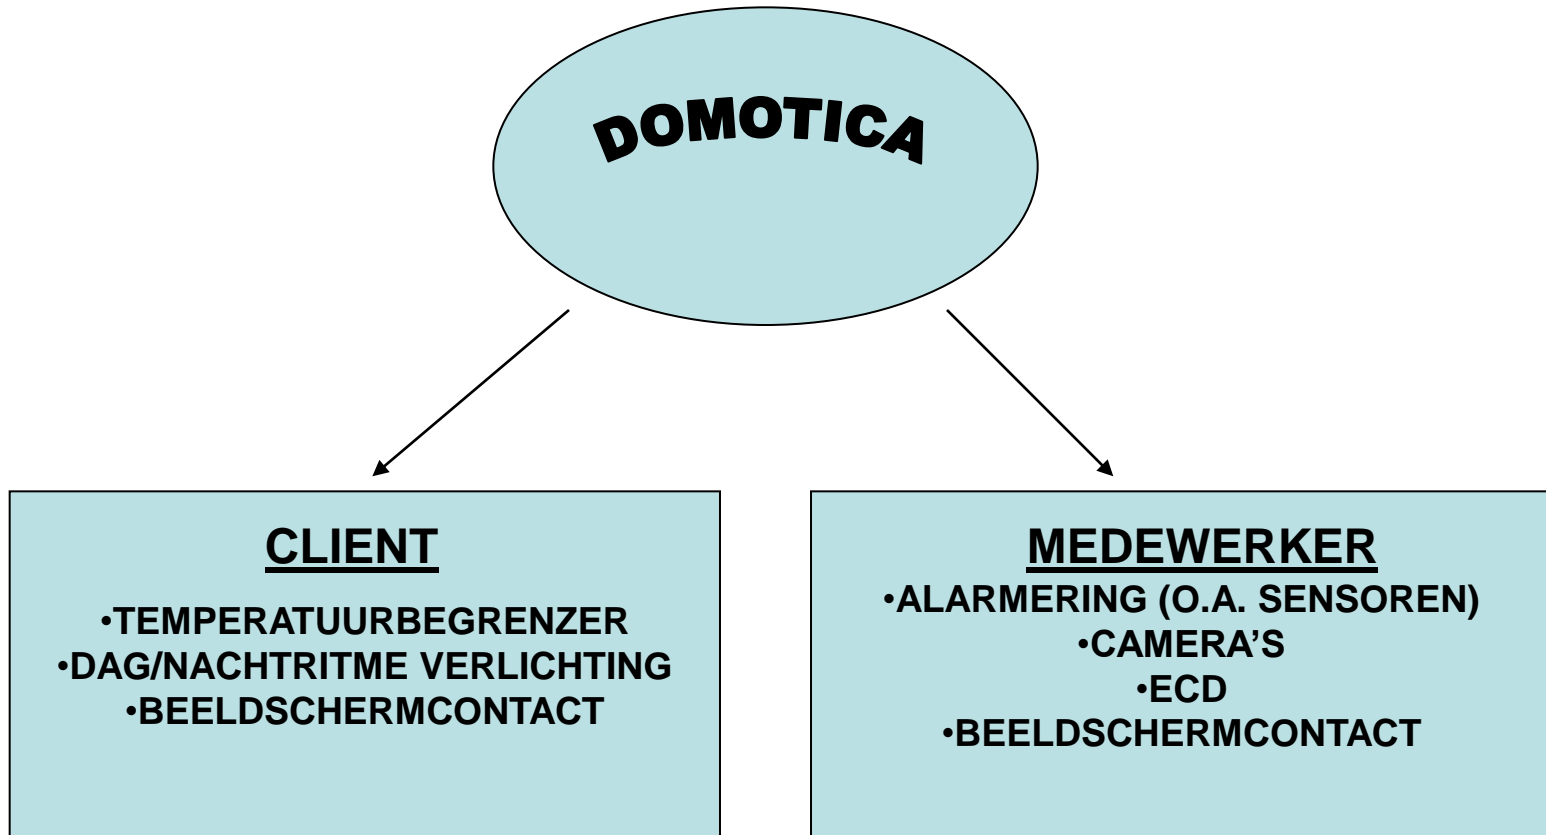 DOMOTICA
CLIENT
•TEMPERATUURBEGRENZER
•DAG/NACHTRITME VERLICHTING
•BEELDSCHERMCONTACT
MEDEWERKER
•ALARMERING (O.A. SENSOREN)
•CAMERA’S
•ECD
•BEELDSCHERMCONTACT